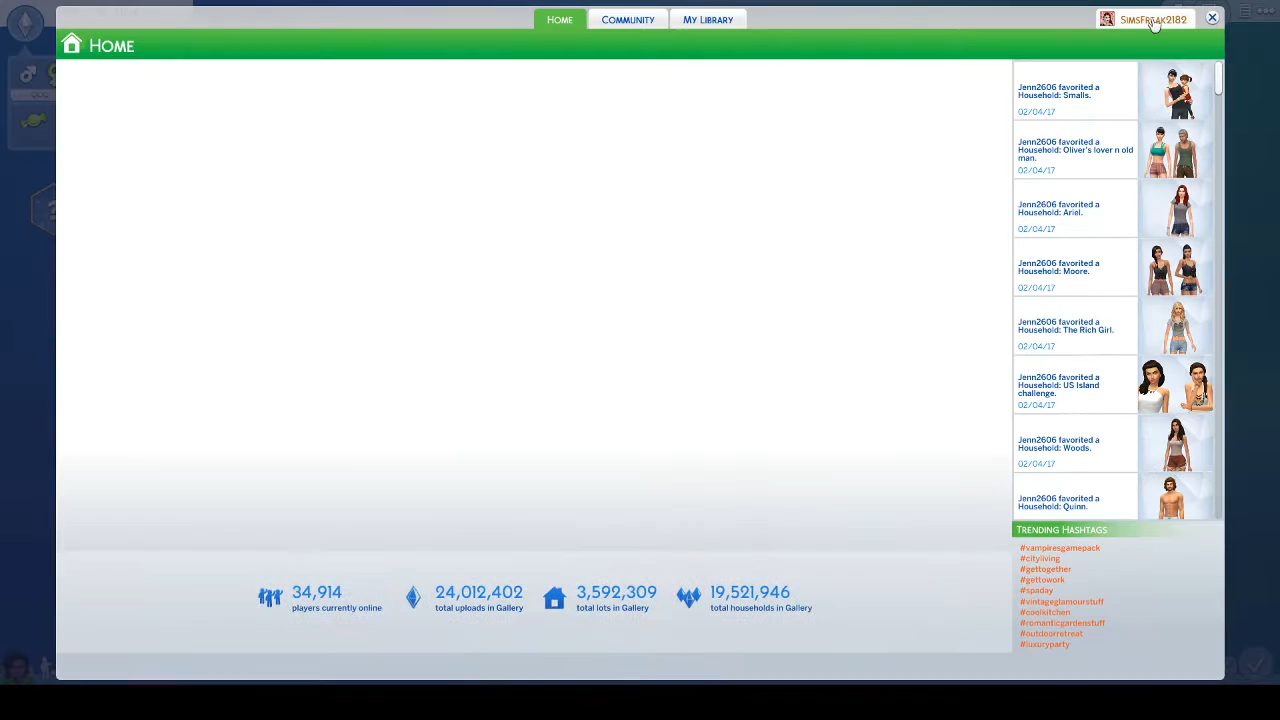 HOME
COMMUNITY
MY LIBRARY
SIMSFREAK2182
HOME
Jenn2606 favorited a
Household: Smalls.
02/04/17
Jenn2606 favorited a
Household: Oliver's lover n old
man.
02/04/17
Jenn2606 favorited a
Household: Ariel.
02/04/17
Jenn2606 favorited a
Household: Moore.
02/04/17
Jenn2606 favorited a
Household: The Rich Girl.
02/04/17
Jenn2606 favorited a
Household: US Island
challenge.
02/04/17
Jenn2606 favorited a
Household: Woods.
02/04/17
Jenn2606 favorited a
Household: Quinn.
34,914
players currently online
24,012,402
total uploads in Gallery
3,592,309
total lots in Gallery
19,521,946
total households in Gallery
TRENDING HASHTAGS
#vampiresgamepack
#cityliving
#gettogether
#gettowork
#spaday
#vintageglamourstuff
#coolkitchen
#romanticgardenstuff
#outdoorretreat
#luxuryparty